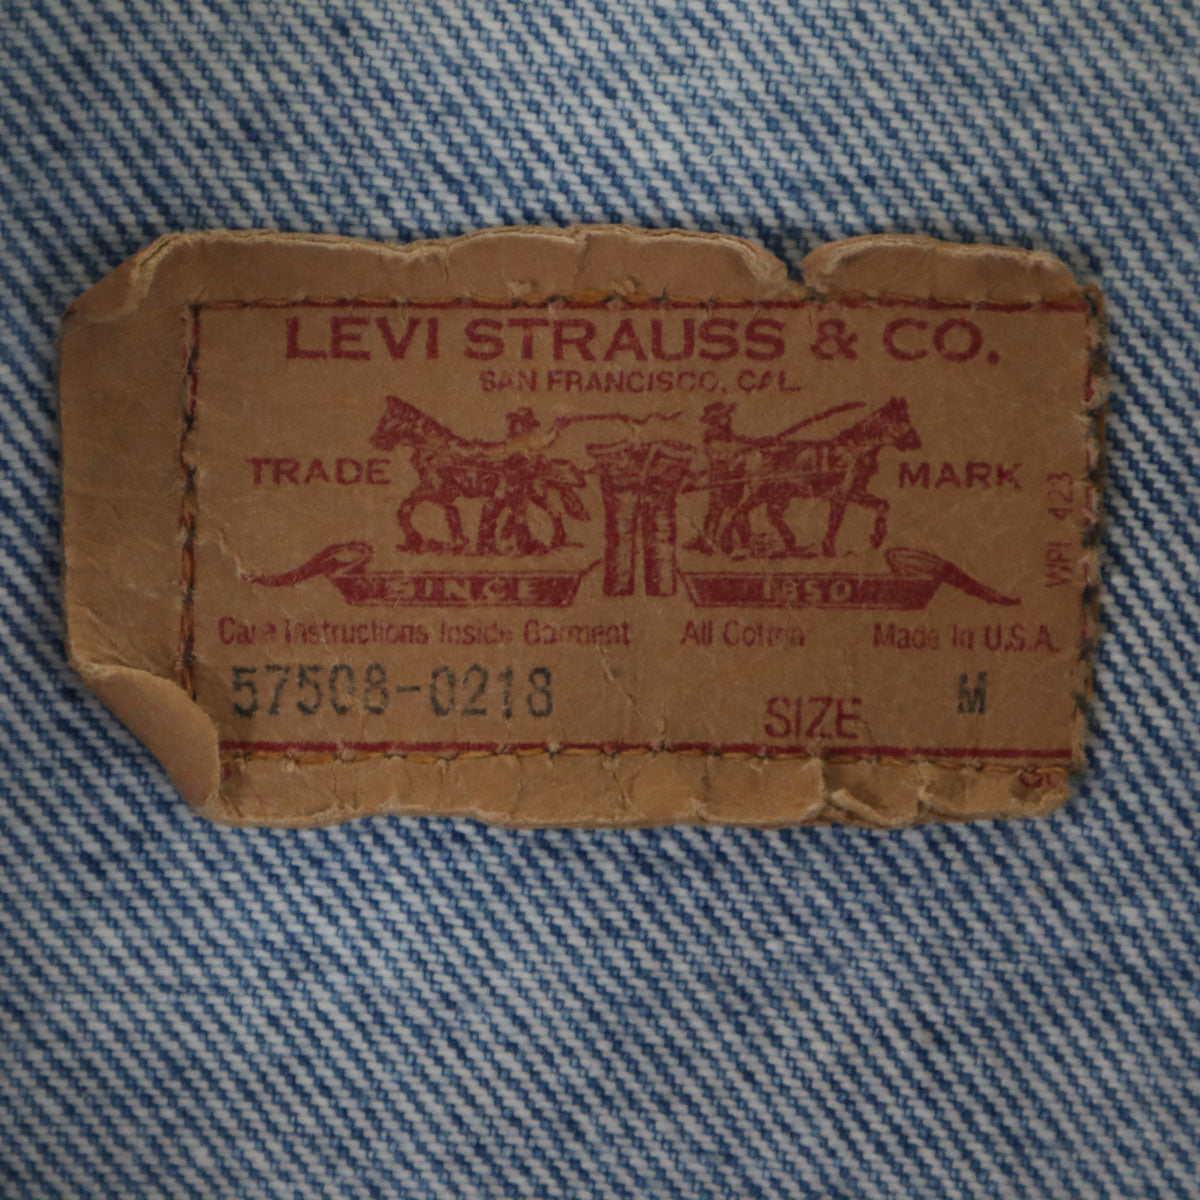 LEVI STRAUSS & CO.
SAN FRANCISCO, CAL.
TRADE MARK
WPL 423
SINCE 1850
Care Instructions Inside Garment All Cotton Made in U.S.A.
57508-0218 SIZE M